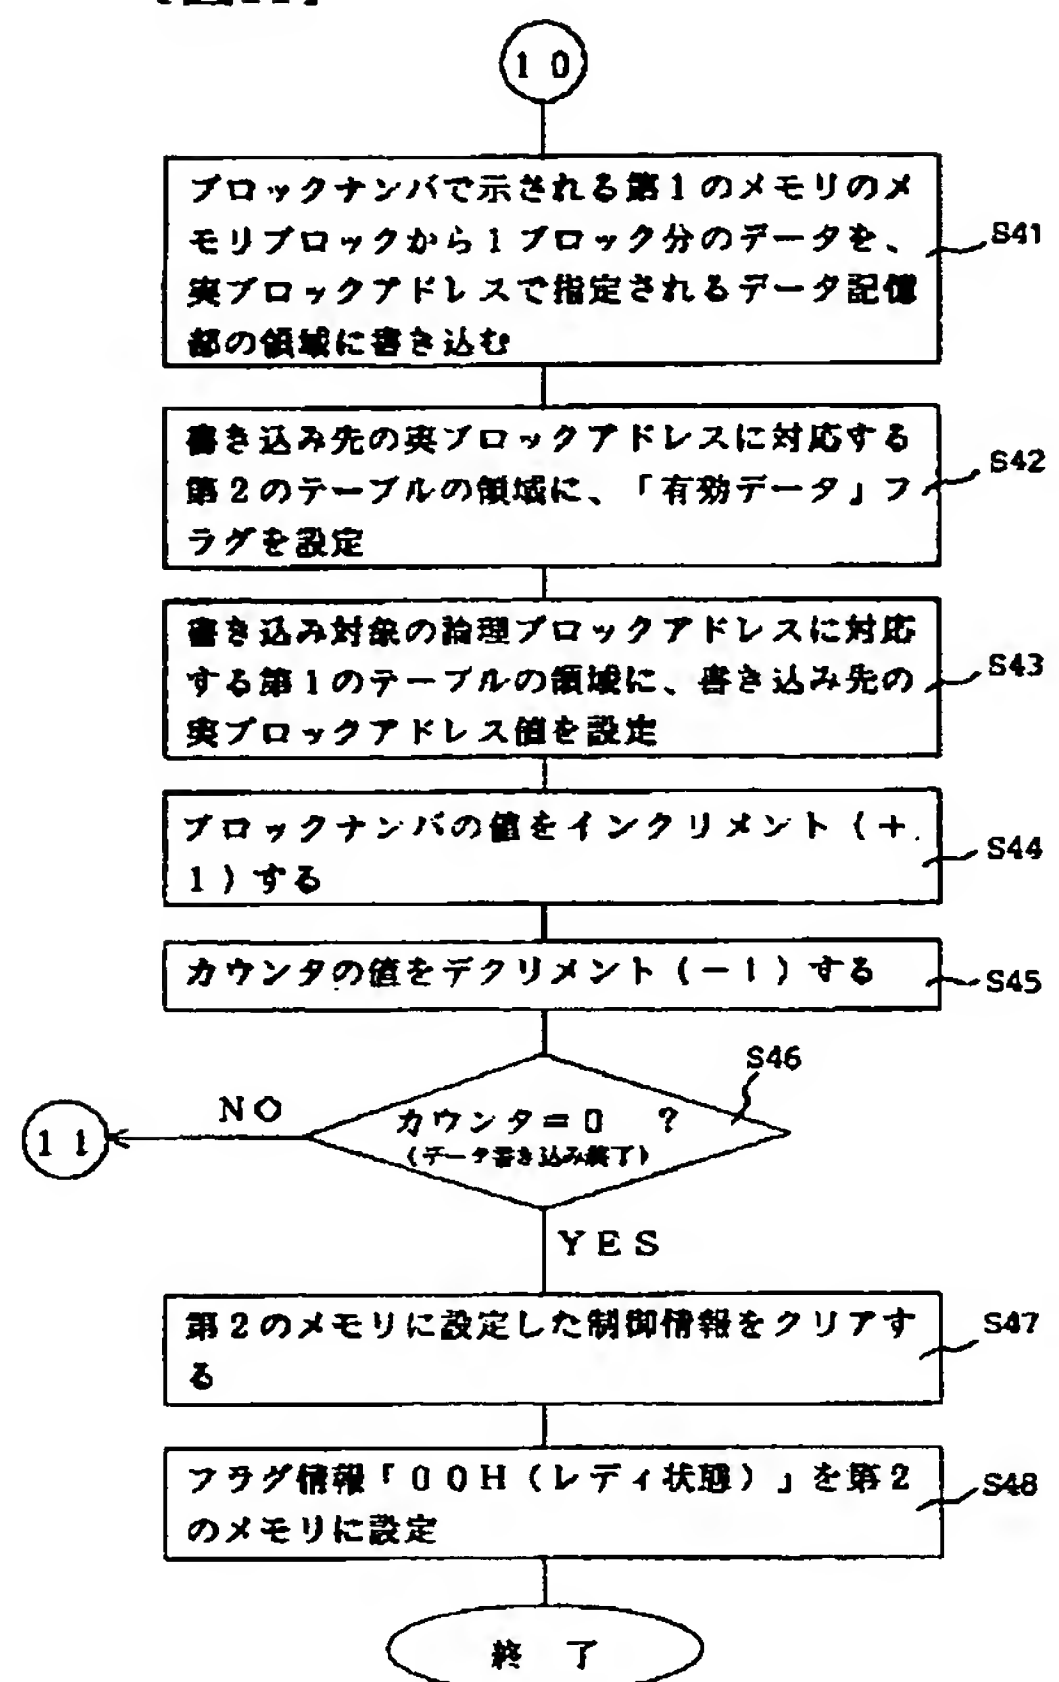 10
ブロックナンバで示される第1のメモリのメ
モリブロックから1ブロック分のデータを、
実ブロックアドレスで指定されるデータ記憶
部の領域に書き込む
S41
書き込み先の実ブロックアドレスに対応する
第2のテーブルの領域に、「有効データ」フ
ラグを設定
S42
書き込み対象の論理ブロックアドレスに対応
する第1のテーブルの領域に、書き込み先の
実ブロックアドレス値を設定
S43
ブロックナンバの値をインクリメント(+
1)する
S44
カウンタの値をデクリメント(-1)する
S45
S46
カウンタ=0 ?
(データ書き込み終了)
NO
11
YES
第2のメモリに設定した制御情報をクリアす
る
S47
フラグ情報「00H(レディ状態)」を第2
のメモリに設定
S48
終 了